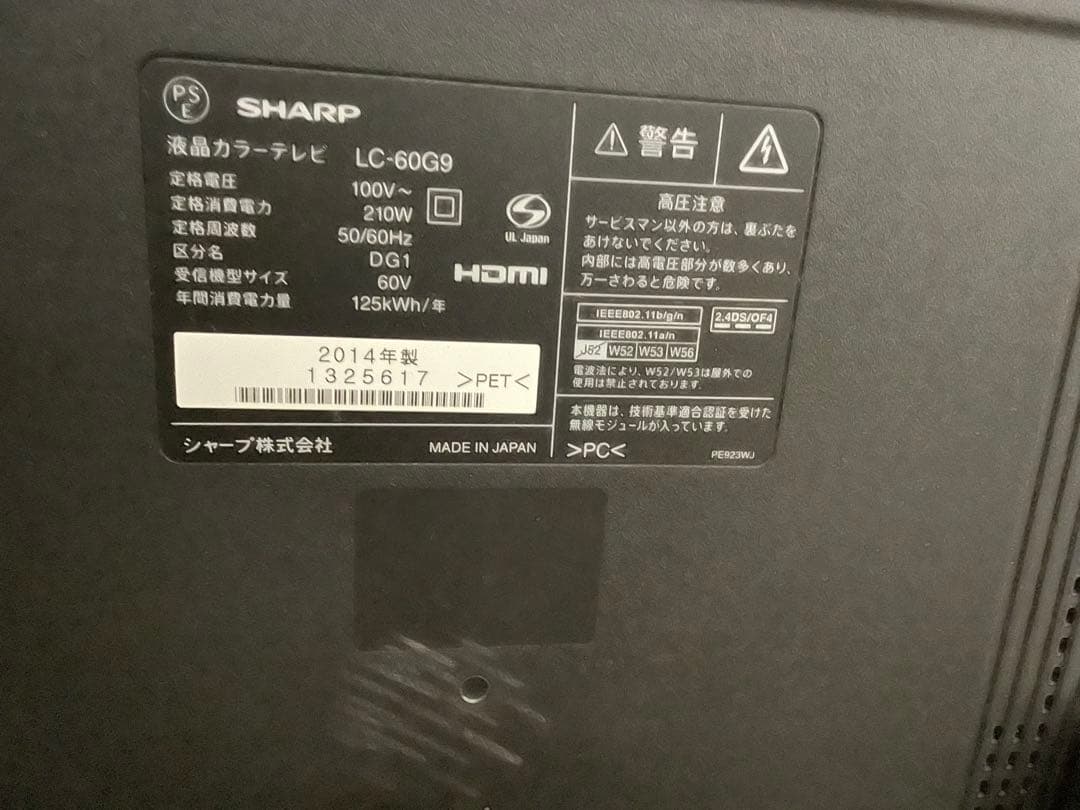 PSE
SHARP
液晶カラーテレビ LC-60G9
定格電圧 100V～
定格消費電力 210W
定格周波数 50/60Hz
区分名 DG1
受信機型サイズ 60V
年間消費電力量 125kWh/年
UL Japan
HDMI
2014年製
1325617 >PET<
シャープ株式会社 MADE IN JAPAN
警告
高圧注意
サービスマン以外の方は、裏ぶたを
あけないでください。
内部には高電圧部分が数多くあり、
万一さわると危険です。
IEEE802.11b/g/n 2.4DS/OF4
IEEE802.11a/n
J52 W52 W53 W56
電波法により、W52/W53は屋外での
使用は禁止されております。
本機器は、技術基準適合認証を受けた
無線モジュールが入っています。
>PC< PE923WJ